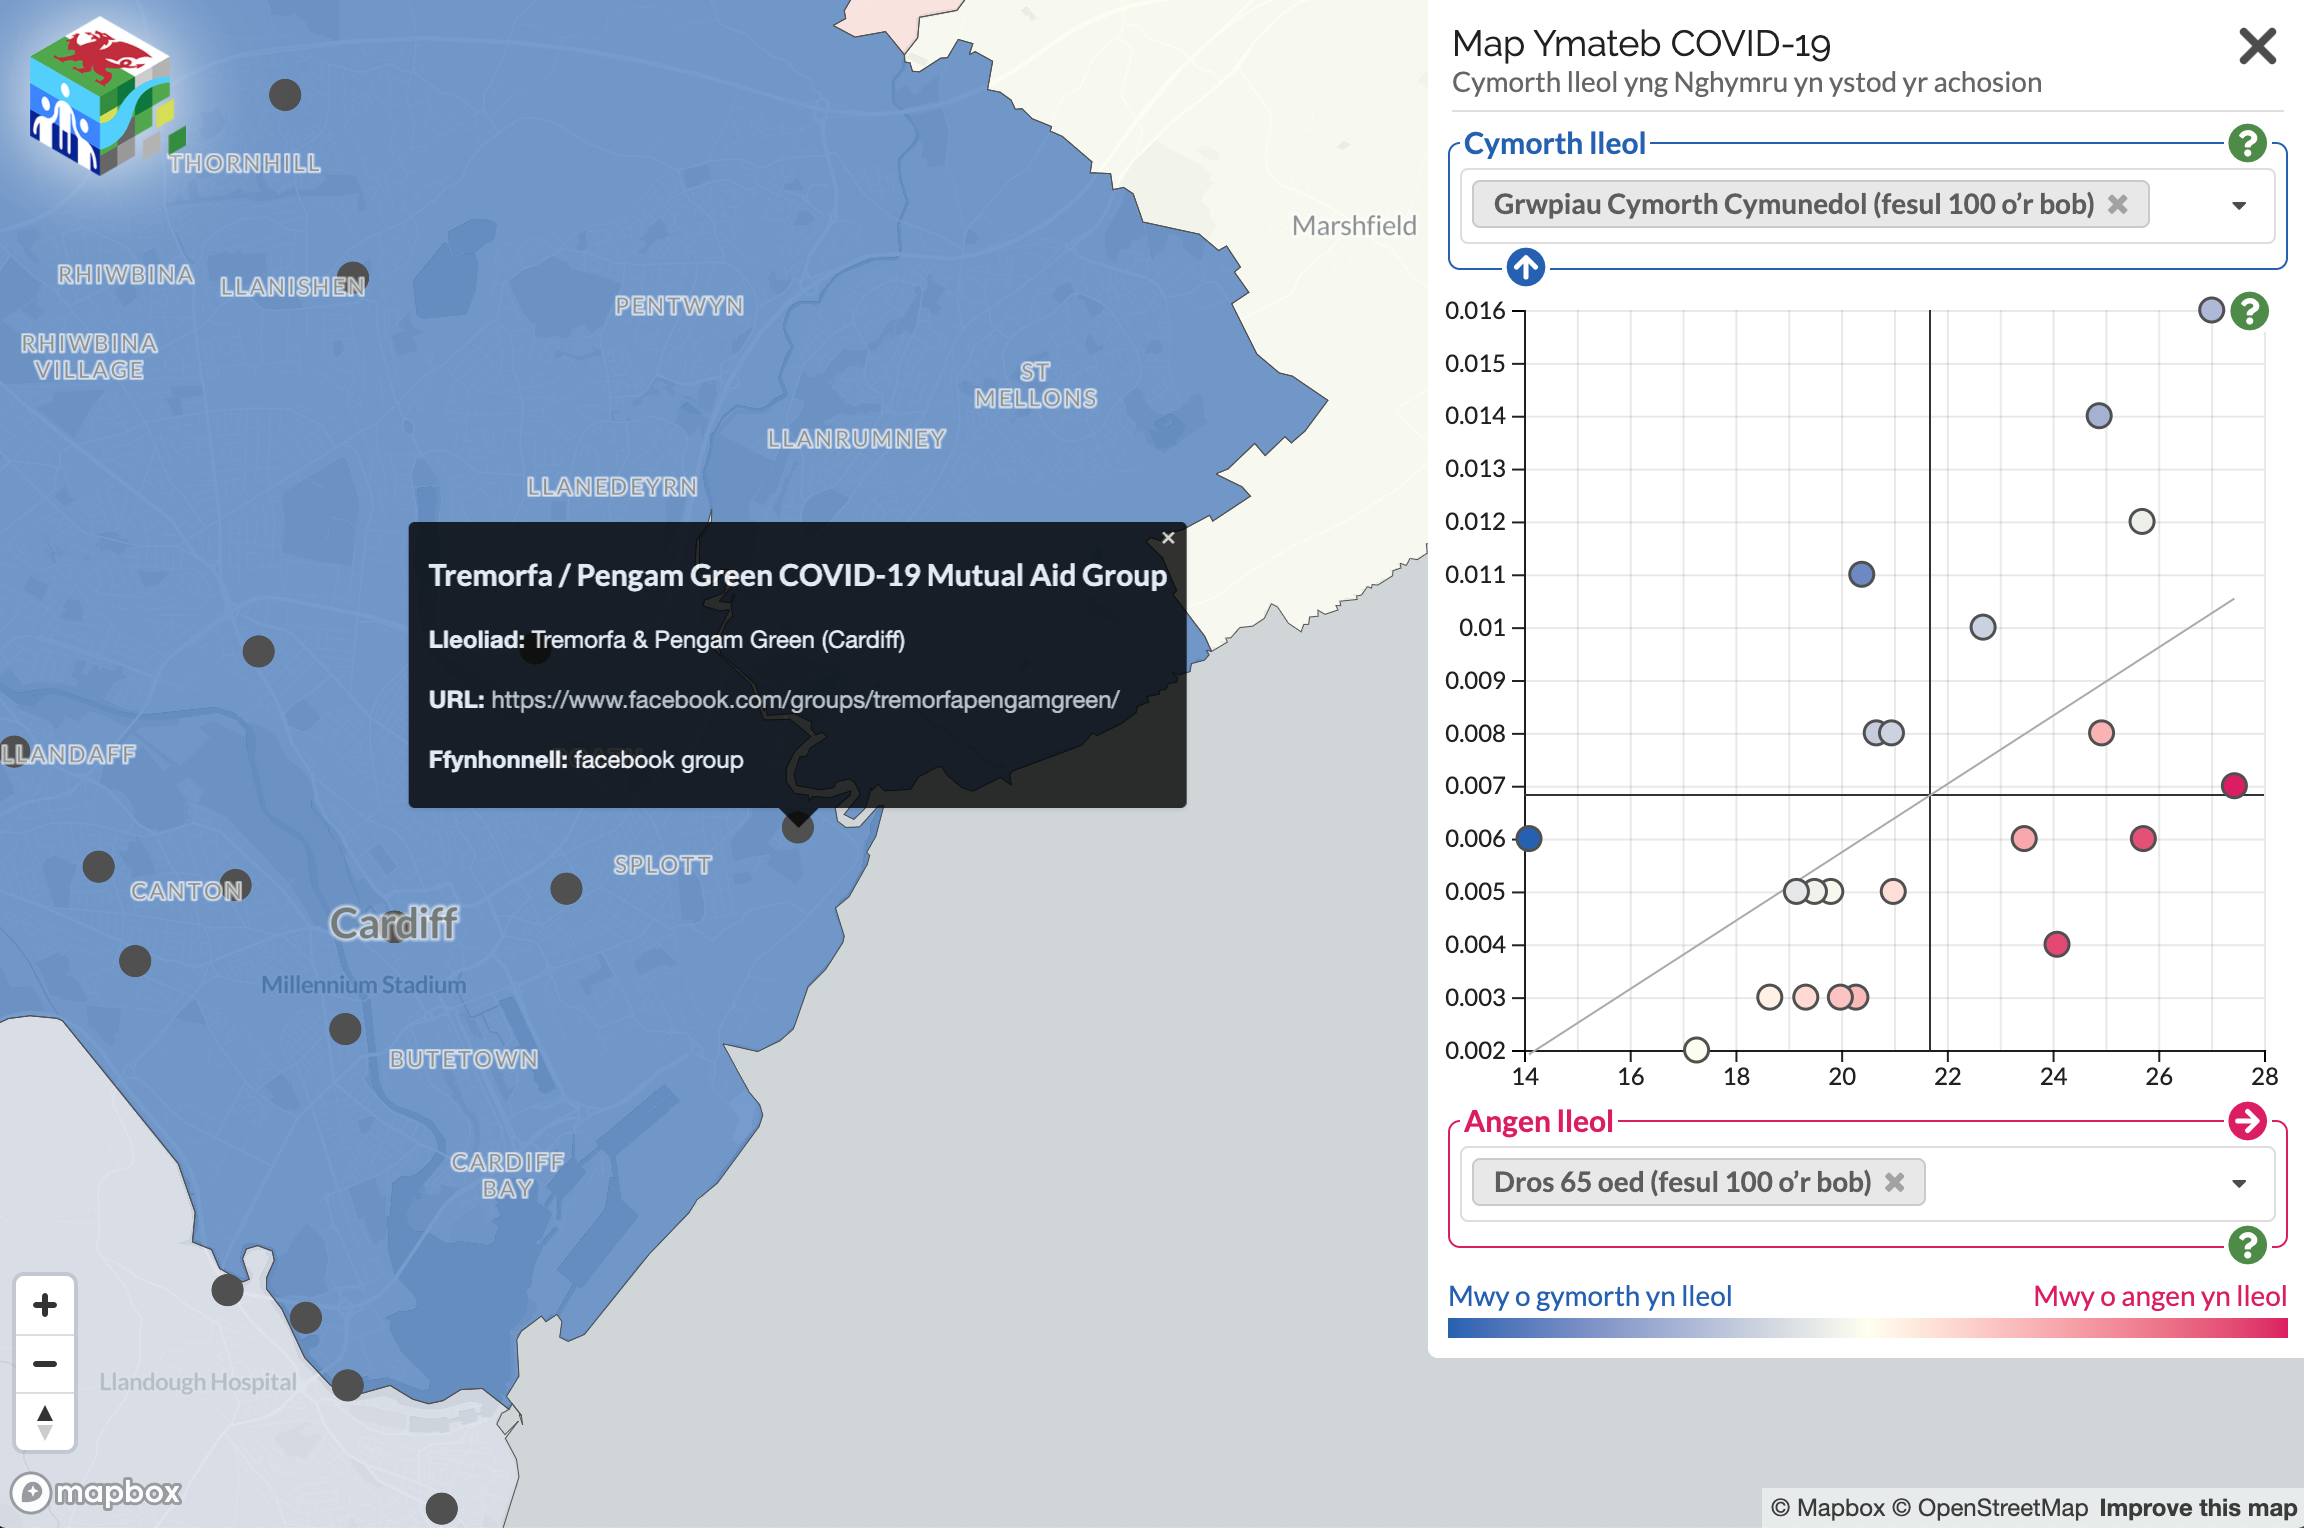 THORNHILL
RHIWBINA
LLANISHEN
PENTWYN
RHIWBINA
VILLAGE
ST
MELLONS
LLANRUMNEY
LLANEDEYRN
Marshfield
Tremorfa / Pengam Green COVID-19 Mutual Aid Group
Lleoliad: Tremorfa & Pengam Green (Cardiff)
URL: https://www.facebook.com/groups/tremorfapengamgreen/
Ffynhonnell: facebook group
×
LLANDAFF
SPLOTT
CANTON
Cardiff
Millennium Stadium
BUTETOWN
CARDIFF
BAY
Llandough Hospital
mapbox
Map Ymateb COVID-19
Cymorth lleol yng Nghymru yn ystod yr achosion
Cymorth lleol
?
Grwpiau Cymorth Cymunedol (fesul 100 o’r bob)
0.016
?
0.015
0.014
0.013
0.012
0.011
0.01
0.009
0.008
0.007
0.006
0.005
0.004
0.003
0.002
14 16 18 20 22 24 26 28
Angen lleol
Dros 65 oed (fesul 100 o’r bob)
?
Mwy o gymorth yn lleol
Mwy o angen yn lleol
© Mapbox © OpenStreetMap Improve this map